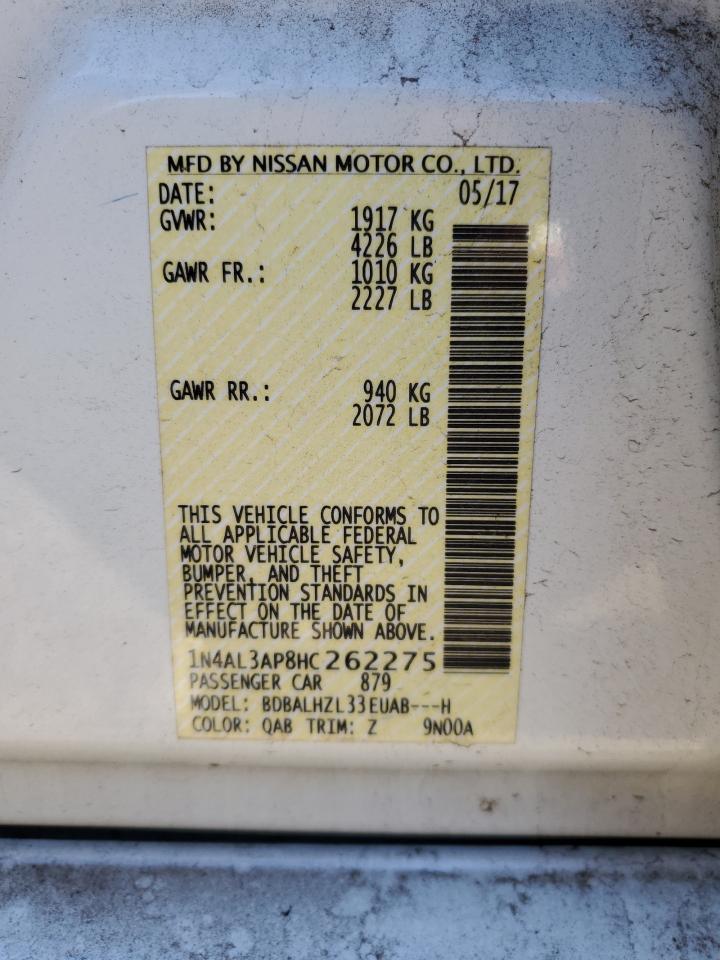 MFD BY NISSAN MOTOR CO., LTD.
DATE: 05/17
GVWR: 1917 KG
4226 LB
GAWR FR.: 1010 KG
2227 LB
GAWR RR.: 940 KG
2072 LB
THIS VEHICLE CONFORMS TO
ALL APPLICABLE FEDERAL
MOTOR VEHICLE SAFETY,
BUMPER, AND THEFT
PREVENTION STANDARDS IN
EFFECT ON THE DATE OF
MANUFACTURE SHOWN ABOVE.
1N4AL3AP8HC262275
PASSENGER CAR 879
MODEL: BDBALHZL33EUAB---H
COLOR: QAB TRIM: Z 9N00A